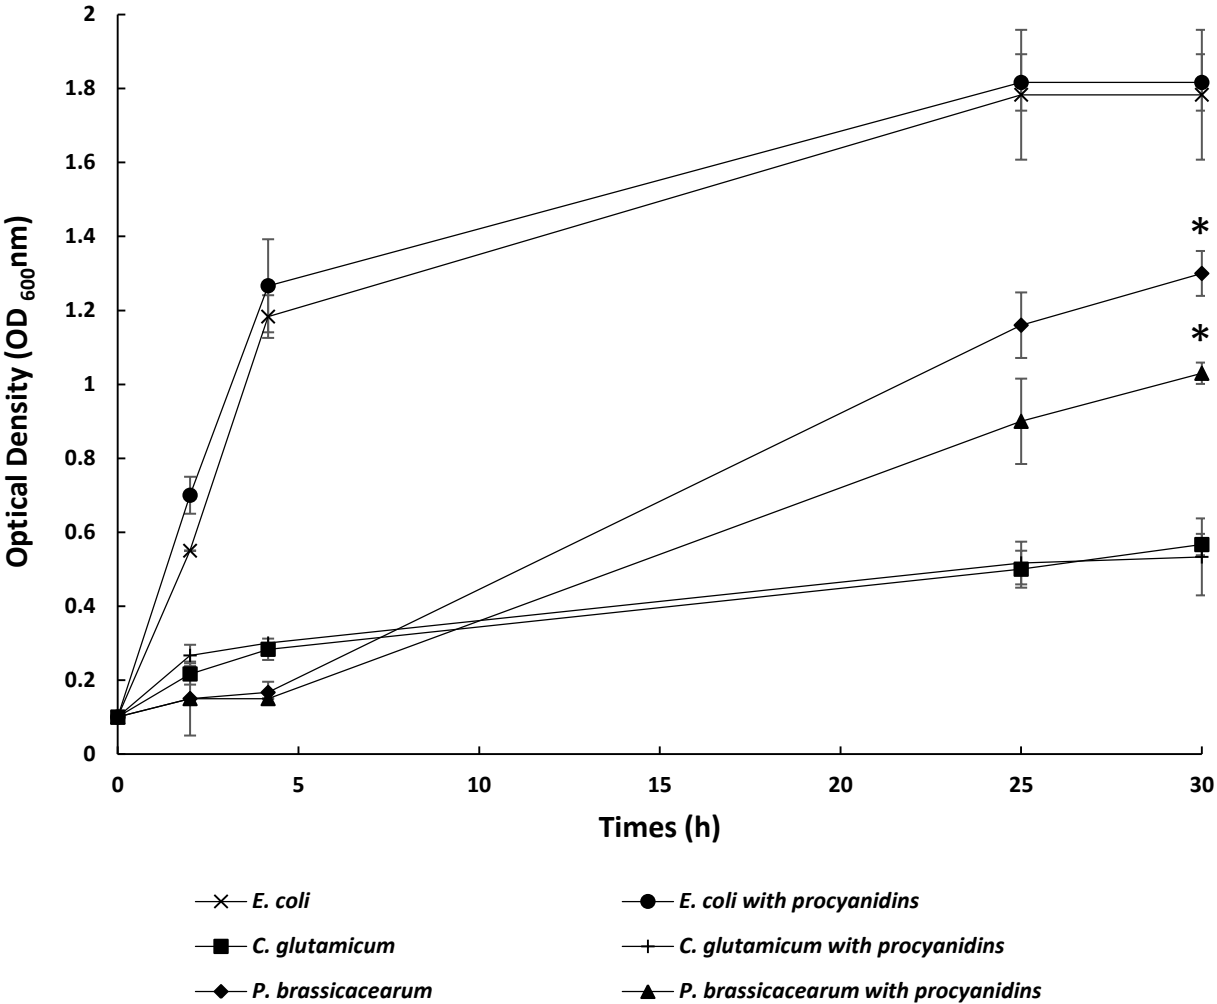 2
1.8
1.6
1.4
1.2
1
0.8
0.6
0.4
0.2
0
Optical Density (OD 600nm)
*
*
0 5 10 15 20 25 30
Times (h)
E. coli E. coli with procyanidins
C. glutamicum C. glutamicum with procyanidins
P. brassicacearum P. brassicacearum with procyanidins